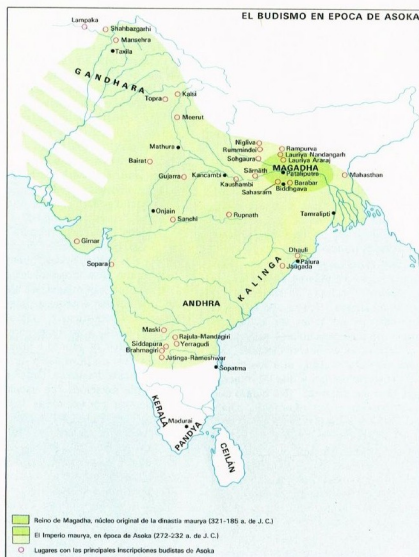 EL BUDISMO EN EPOCA DE ASOKA
Lampaka
Shahbazgarhi
Mansehra
Taxila
GANDHARA
Kalsi
Topra
Meerut
Nigliva
Rummindei
Sohgaura
Rampurva
Lauriya Nandangarh
Lauriya Araraj
Mathura
MAGADHA
Bairat
Sārnāth
Pataliputra
Mahasthan
Gujarra
Kancambi
Kaushambi
Barabar
Sahasram
Biddhgava
Onjain
Sanchi
Rupnath
Tamralipti
Girnar
Dhauli
Palura
Jaugada
Sopara
KALINGA
ANDHRA
Maski
Rajula-Mandagiri
Siddapura
Yerragudi
Brahmagiri
Jatinga-Rameshwar
Sopatma
KERALA
Madurai
PANDYA
CEILÁN
Reino de Magadha, núcleo original de la dinastía maurya (321-185 a. de J. C.)
El Imperio maurya, en época de Asoka (272-232 a. de J. C.)
Lugares con las principales inscripciones budistas de Asoka